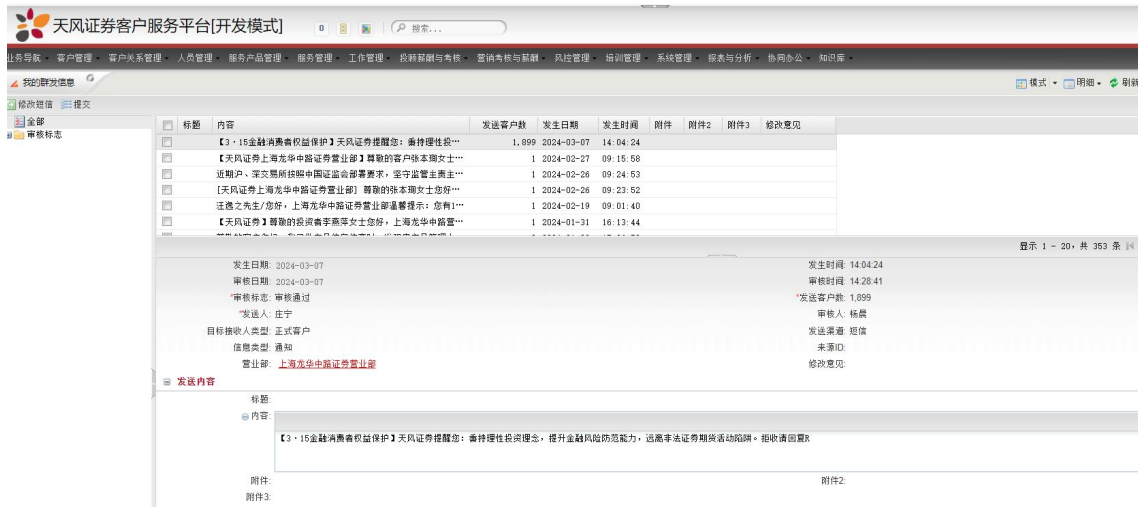 天风证券客户服务平台[开发模式] 0 搜索...
业务导航 客户管理 客户关系管理 人员管理 服务产品管理 服务管理 工作管理 投顾薪酬与考核 营销考核与薪酬 风控管理 培训管理 系统管理 报表与分析 协同办公 知识库
我的群发信息 模式 明细 刷新
修改短信 提交
全部
审核标志
标题 内容 发送客户数 发生日期 发生时间 附件 附件2 附件3 修改意见
【3·15金融消费者权益保护】天风证券提醒您：秉持理性投… 1,899 2024-03-07 14:04:24
【天风证券上海龙华中路证券营业部】尊敬的客户张本瑚女士… 1 2024-02-27 09:15:58
近期沪、深交易所按照中国证监会部署要求，坚守监管主责主… 1 2024-02-26 09:24:53
[天风证券上海龙华中路证券营业部] 尊敬的张本瑚女士您好… 1 2024-02-26 09:23:52
汪逸之先生/您好，上海龙华中路证券营业部温馨提示：您有1… 1 2024-02-19 09:01:40
【天风证券】尊敬的投资者李燕萍女士您好，上海龙华中路营… 1 2024-01-31 16:13:44
显示 1 - 20，共 353 条
发生日期: 2024-03-07 发生时间: 14:04:24
审核日期: 2024-03-07 审核时间: 14:28:41
*审核标志: 审核通过 *发送客户数: 1,899
*发送人: 庄宁 审核人: 杨晨
目标接收人类型: 正式客户 发送渠道: 短信
信息类型: 通知 来源ID:
营业部: 上海龙华中路证券营业部 修改意见:
发送内容
标题:
内容:
【3·15金融消费者权益保护】天风证券提醒您：秉持理性投资理念，提升金融风险防范能力，远离非法证券期货活动陷阱。拒收请回复R
附件: 附件2:
附件3: